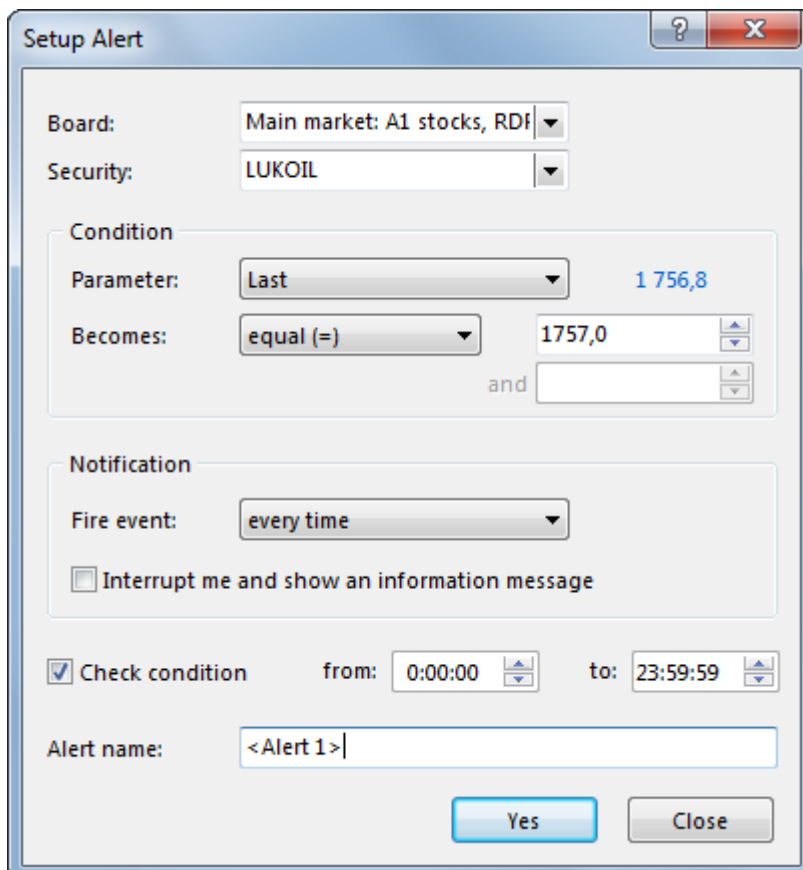 Setup Alert
Board: Main market: A1 stocks, RDF
Security: LUKOIL
Condition
Parameter: Last 1 756,8
Becomes: equal (=) 1757,0
and
Notification
Fire event: every time
Interrupt me and show an information message
Check condition from: 0:00:00 to: 23:59:59
Alert name: <Alert 1>
Yes Close